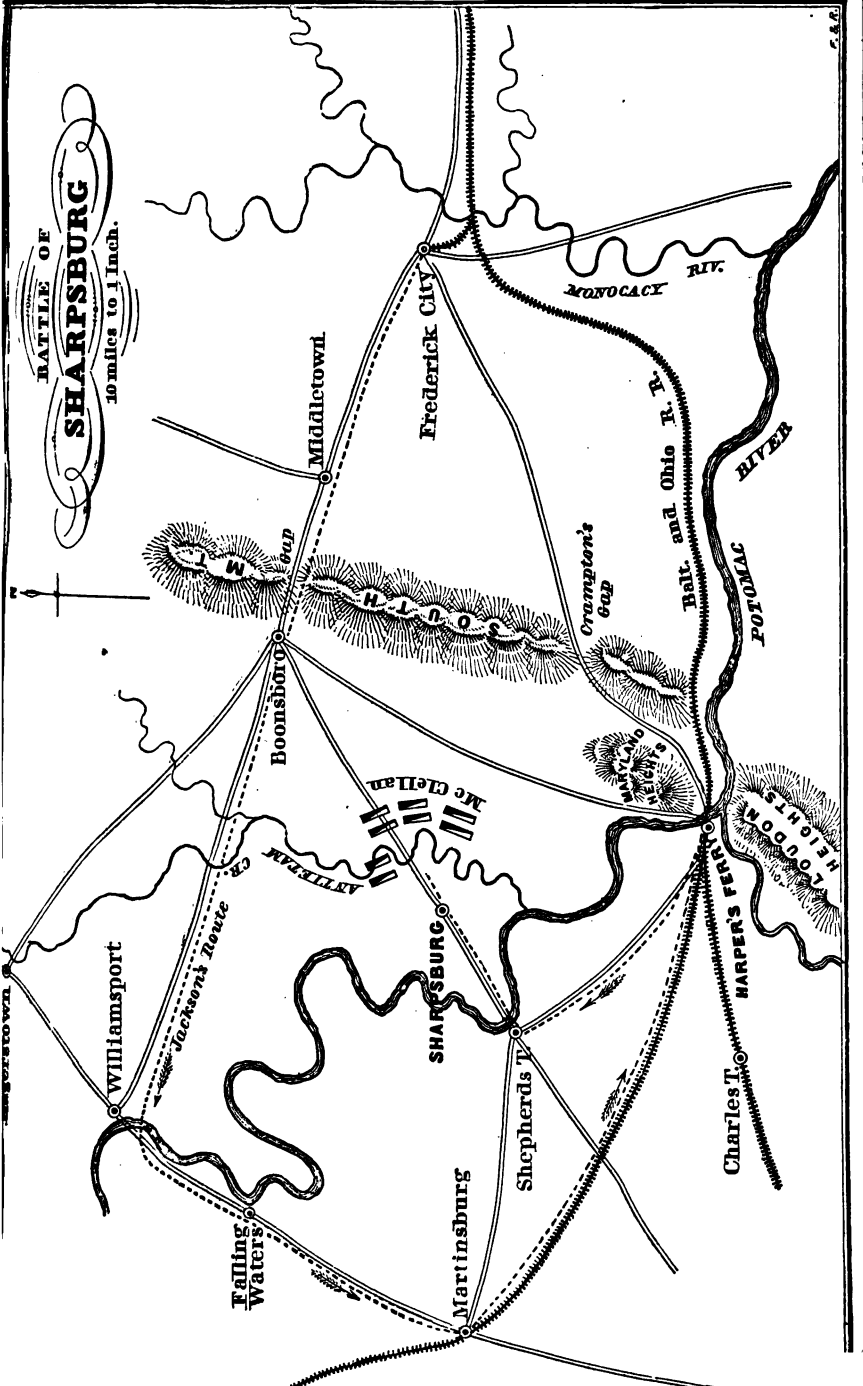 BATTLE OF
SHARPSBURG
10 miles to 1 Inch.
F. & R.
MONOCACY RIV.
Frederick City
Middletown
Balt. and Ohio R. R.
RIVER
POTOMAC
Gap
SOUTH MT
Crampton's
Gap
Boonsboro
MARYLAND
HEIGHTS
LOUDON
HEIGHTS
Mc Clellan
ANTIETAM CR.
Jackson's Route
Williamsport
SHARPSBURG
HARPER'S FERRY
Shepherds T.
Charles T.
Falling
Waters
Martinsburg